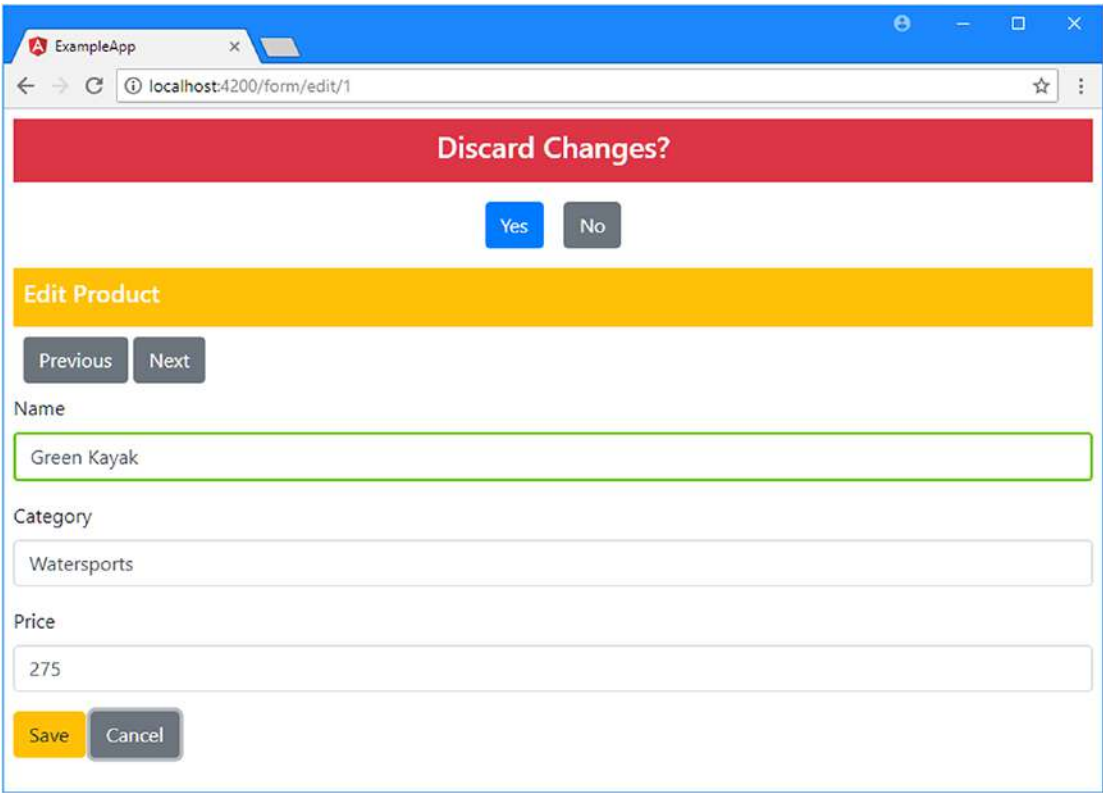 ExampleApp
localhost:4200/form/edit/1
Discard Changes?
Yes No
Edit Product
Previous Next
Name
Green Kayak
Category
Watersports
Price
275
Save Cancel